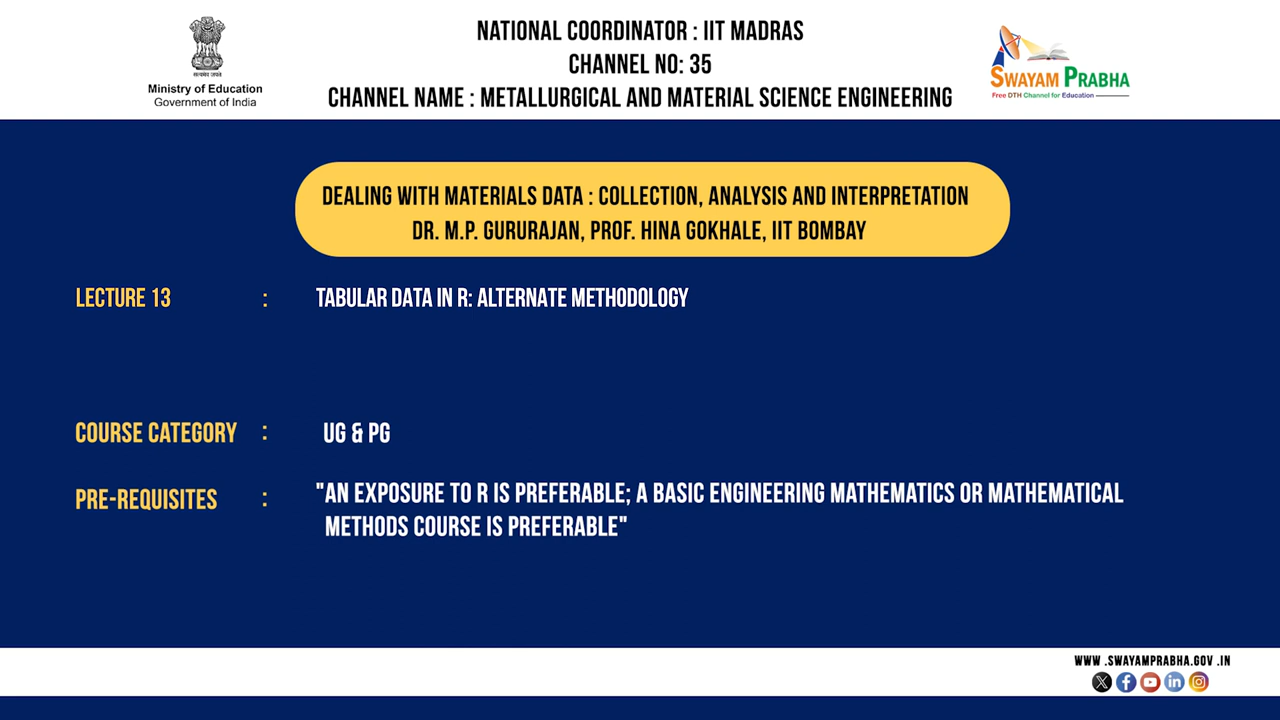 सत्यमेव जयते
Ministry of Education
Government of India
NATIONAL COORDINATOR : IIT MADRAS
CHANNEL NO: 35
CHANNEL NAME : METALLURGICAL AND MATERIAL SCIENCE ENGINEERING
SWAYAM PRABHA
Free DTH Channel for Education
DEALING WITH MATERIALS DATA : COLLECTION, ANALYSIS AND INTERPRETATION
DR. M.P. GURURAJAN, PROF. HINA GOKHALE, IIT BOMBAY
LECTURE 13 : TABULAR DATA IN R: ALTERNATE METHODOLOGY
COURSE CATEGORY : UG & PG
PRE-REQUISITES : "AN EXPOSURE TO R IS PREFERABLE; A BASIC ENGINEERING MATHEMATICS OR MATHEMATICAL
METHODS COURSE IS PREFERABLE"
WWW .SWAYAMPRABHA.GOV .IN